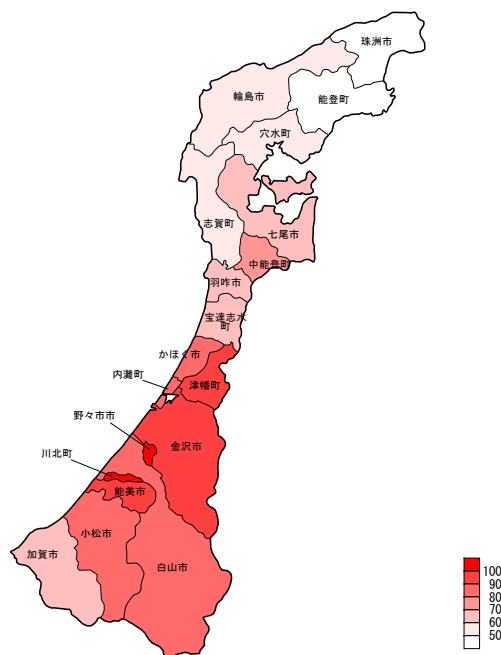 珠洲市
輪島市
能登町
穴水町
志賀町
七尾市
中能登町
羽咋市
宝達志水
町
かほく市
内灘町
津幡町
野々市市
金沢市
川北町
能美市
小松市
加賀市
白山市
100
90
80
70
60
50